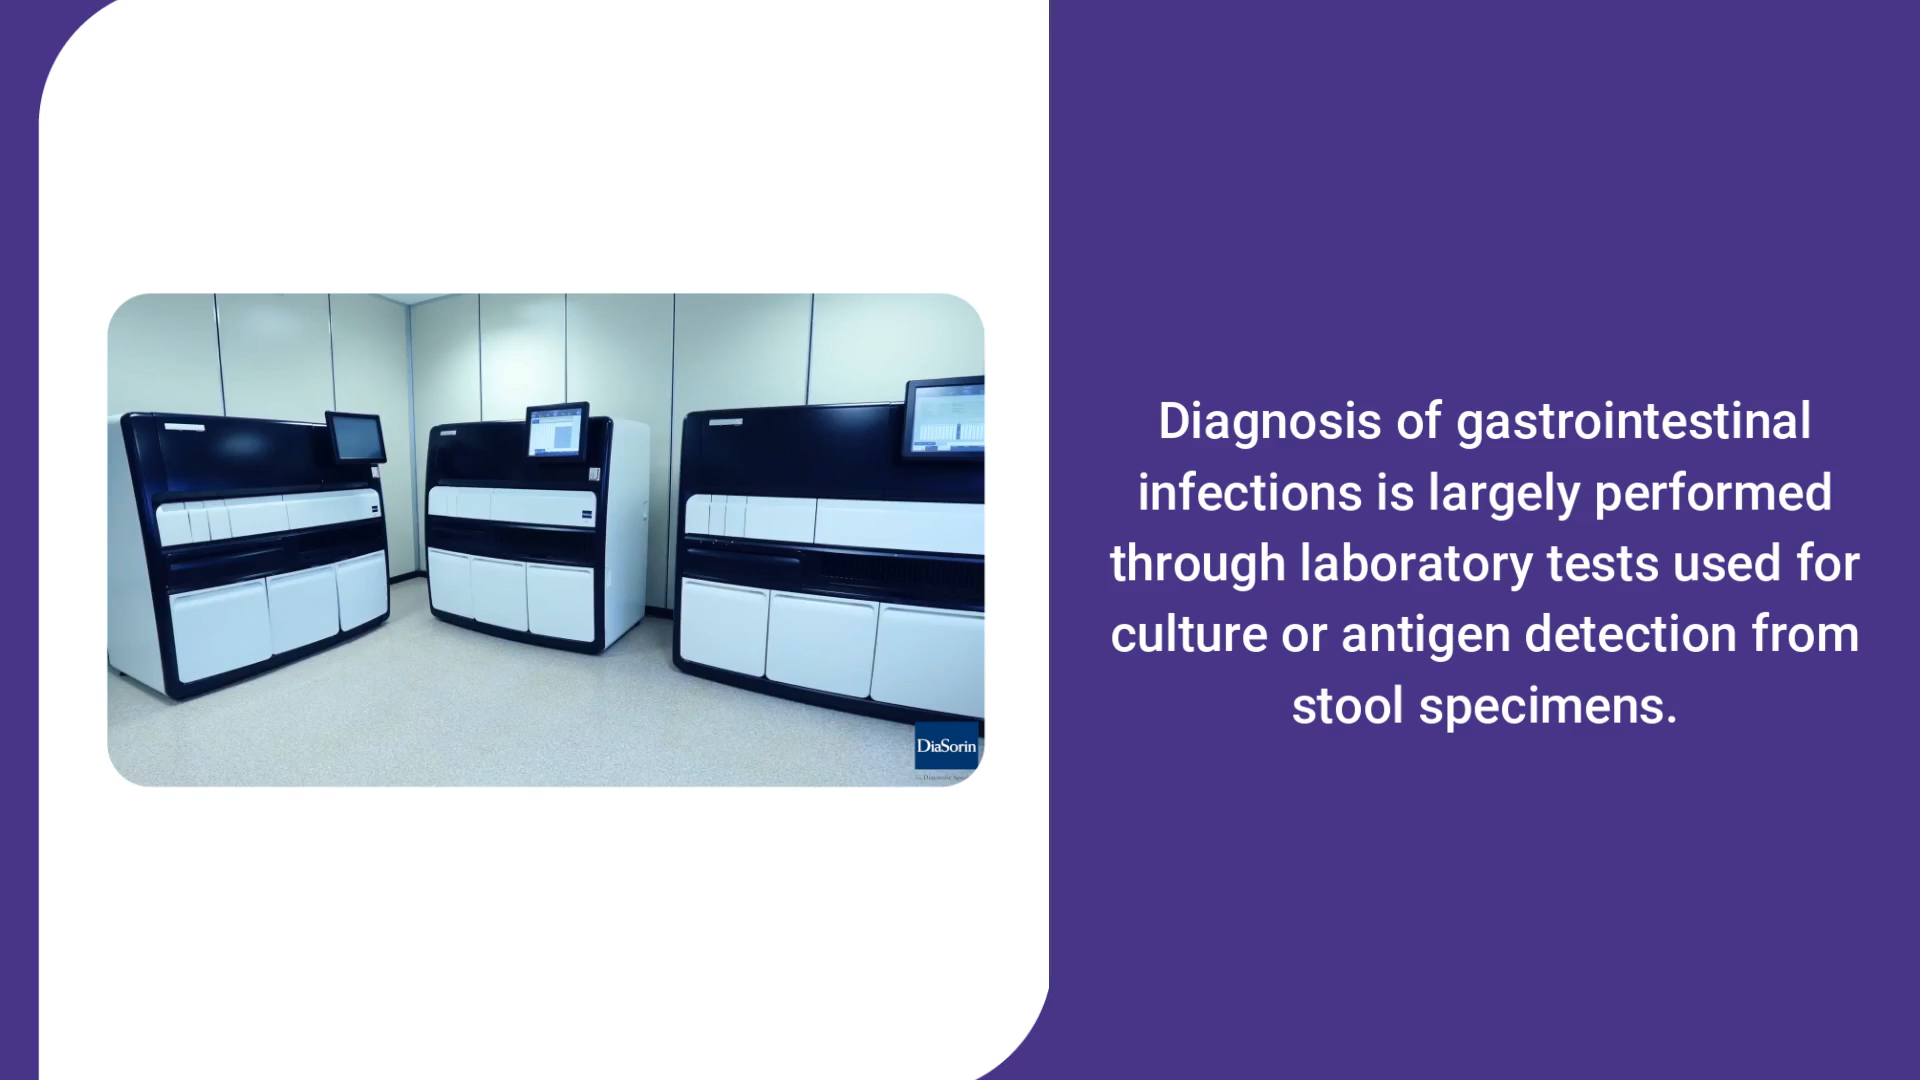 Diagnosis of gastrointestinal
infections is largely performed
through laboratory tests used for
culture or antigen detection from
stool specimens.
DiaSorin